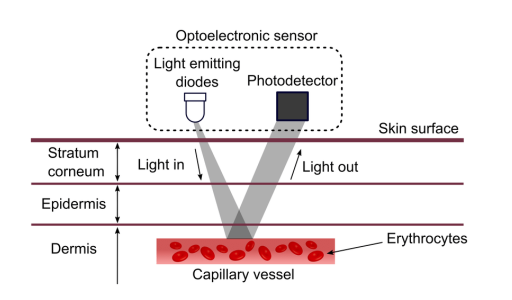 Optoelectronic sensor
Light emitting
diodes
Photodetector
Skin surface
Stratum
corneum
Light in
Light out
Epidermis
Dermis
Erythrocytes
Capillary vessel